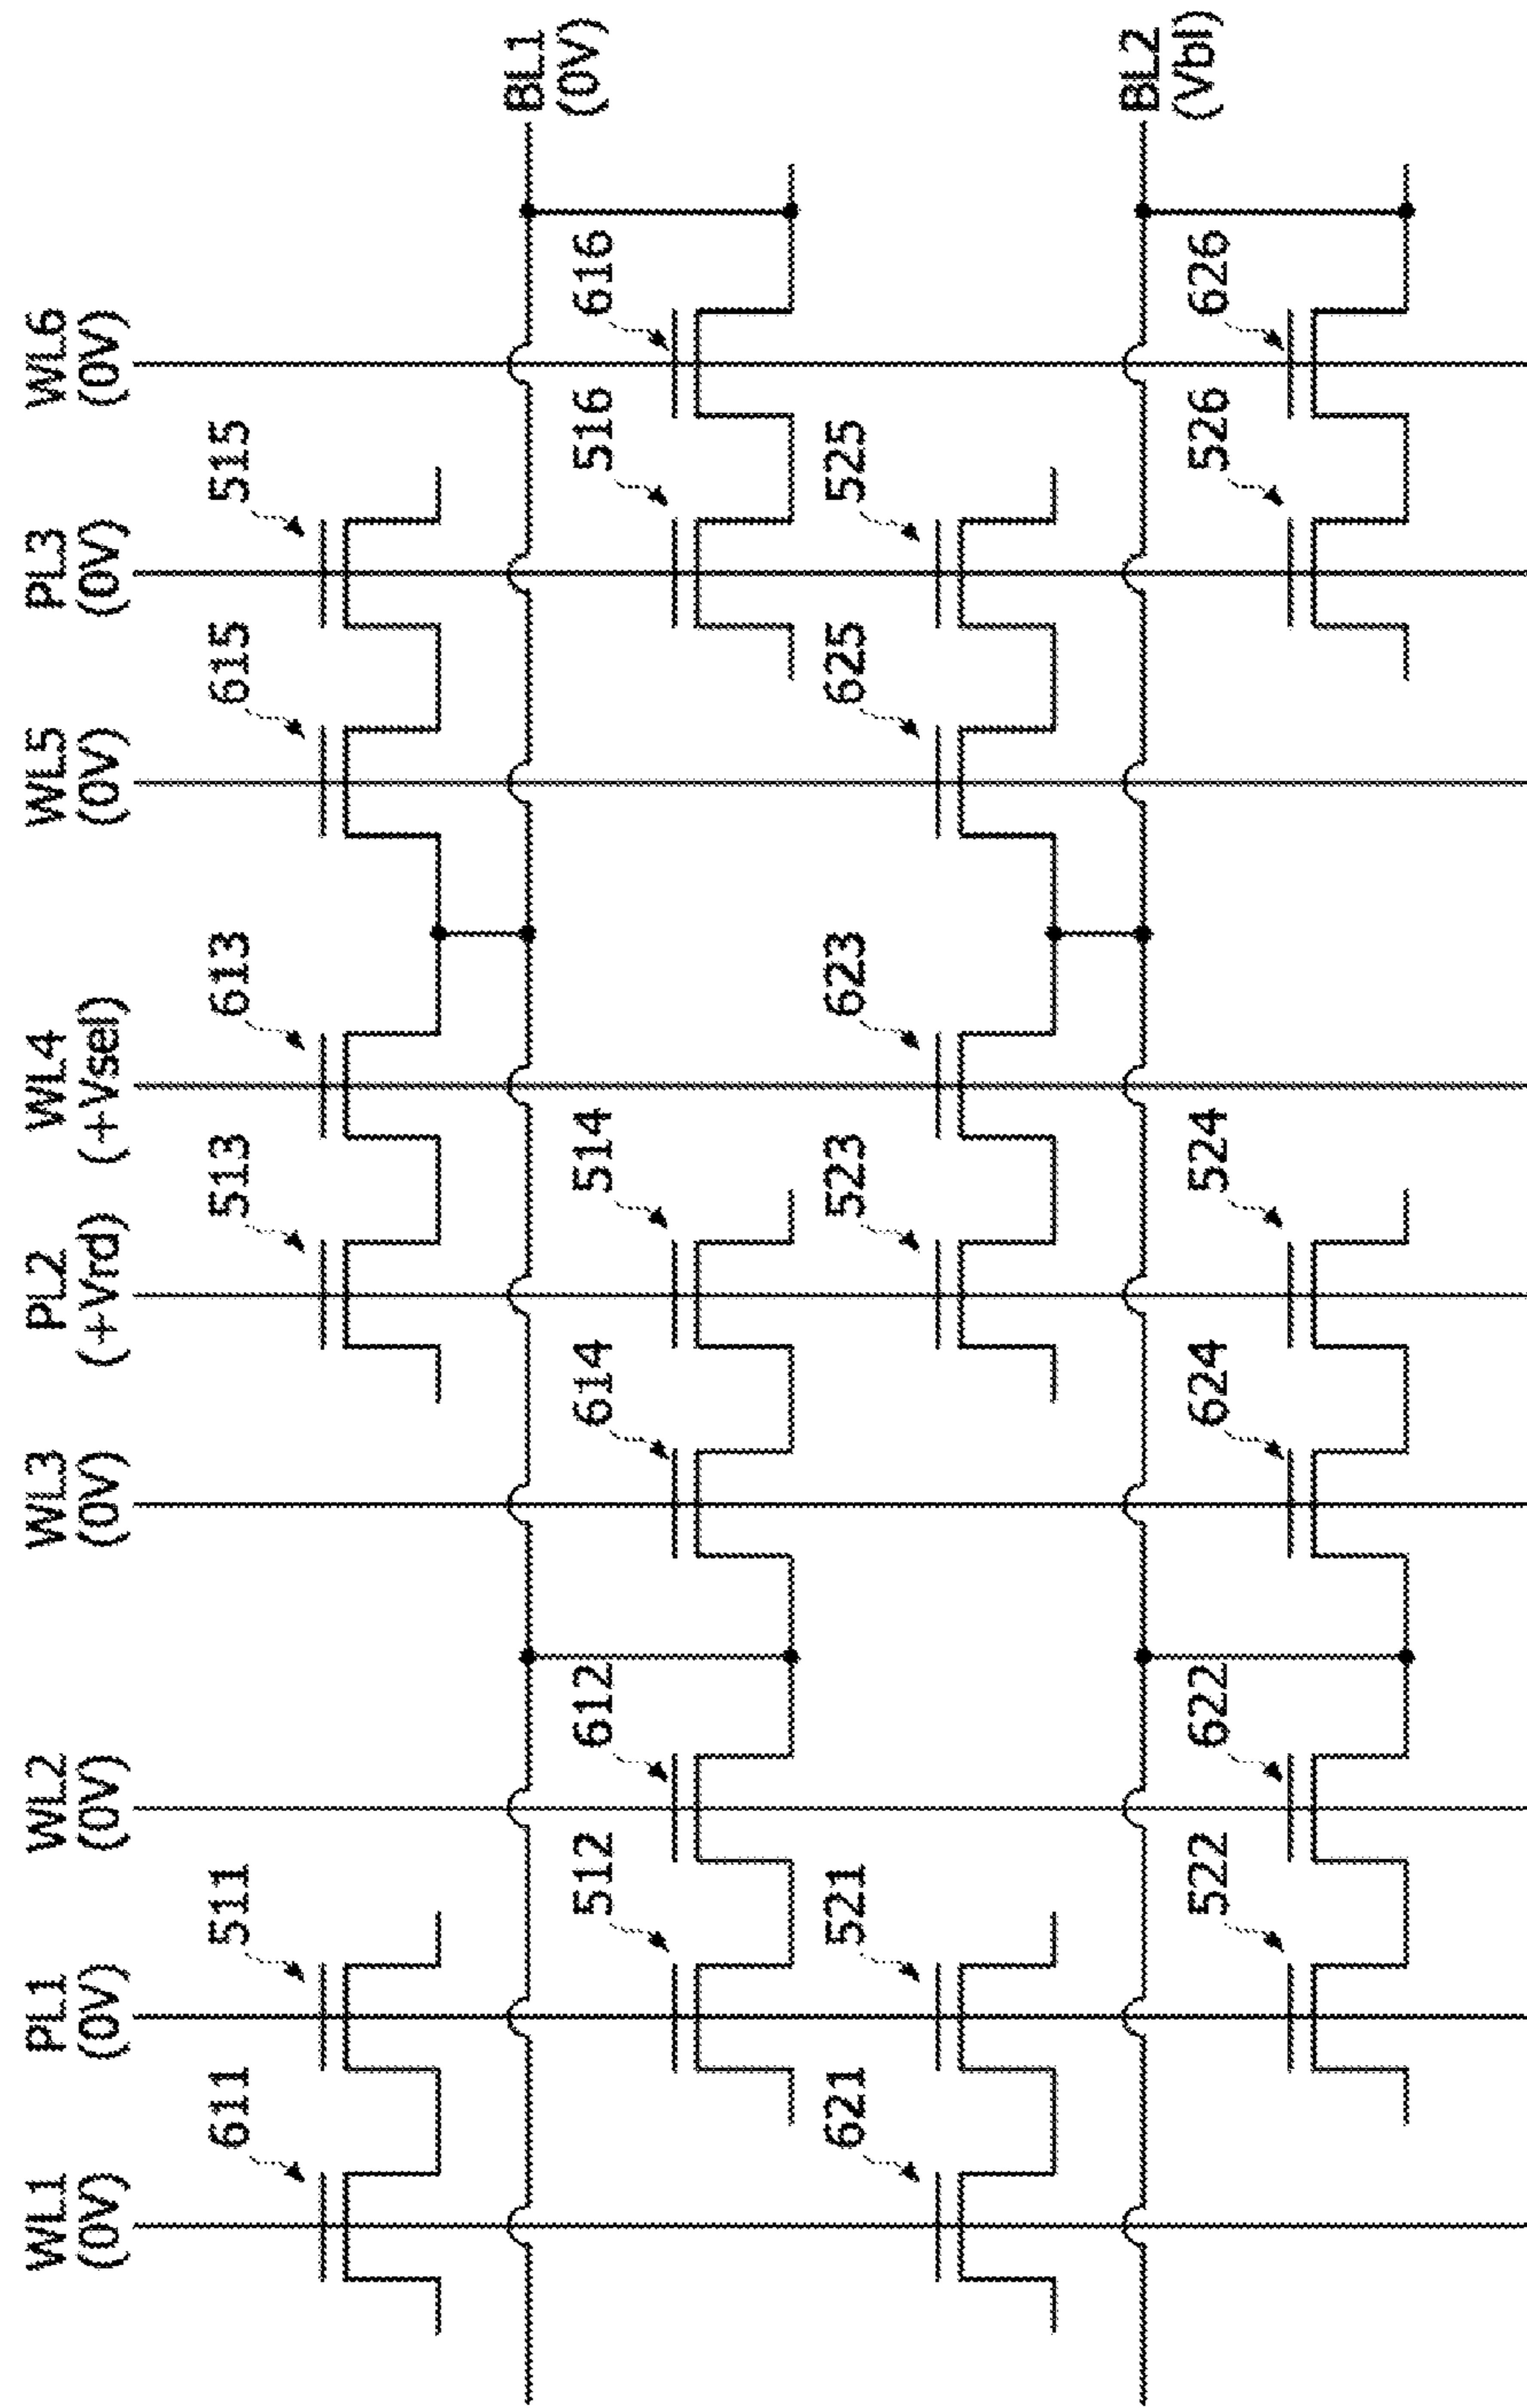 WL1
(0V)
PL1
(0V)
WL2
(0V)
WL3
(0V)
PL2
(+Vrd)
WL4
(+Vsel)
WL5
(0V)
PL3
(0V)
WL6
(0V)
611
511
513
613
615
515
BL1
(0V)
512
612
614
514
516
616
621
521
523
623
625
525
BL2
(Vbl)
522
622
624
524
526
626